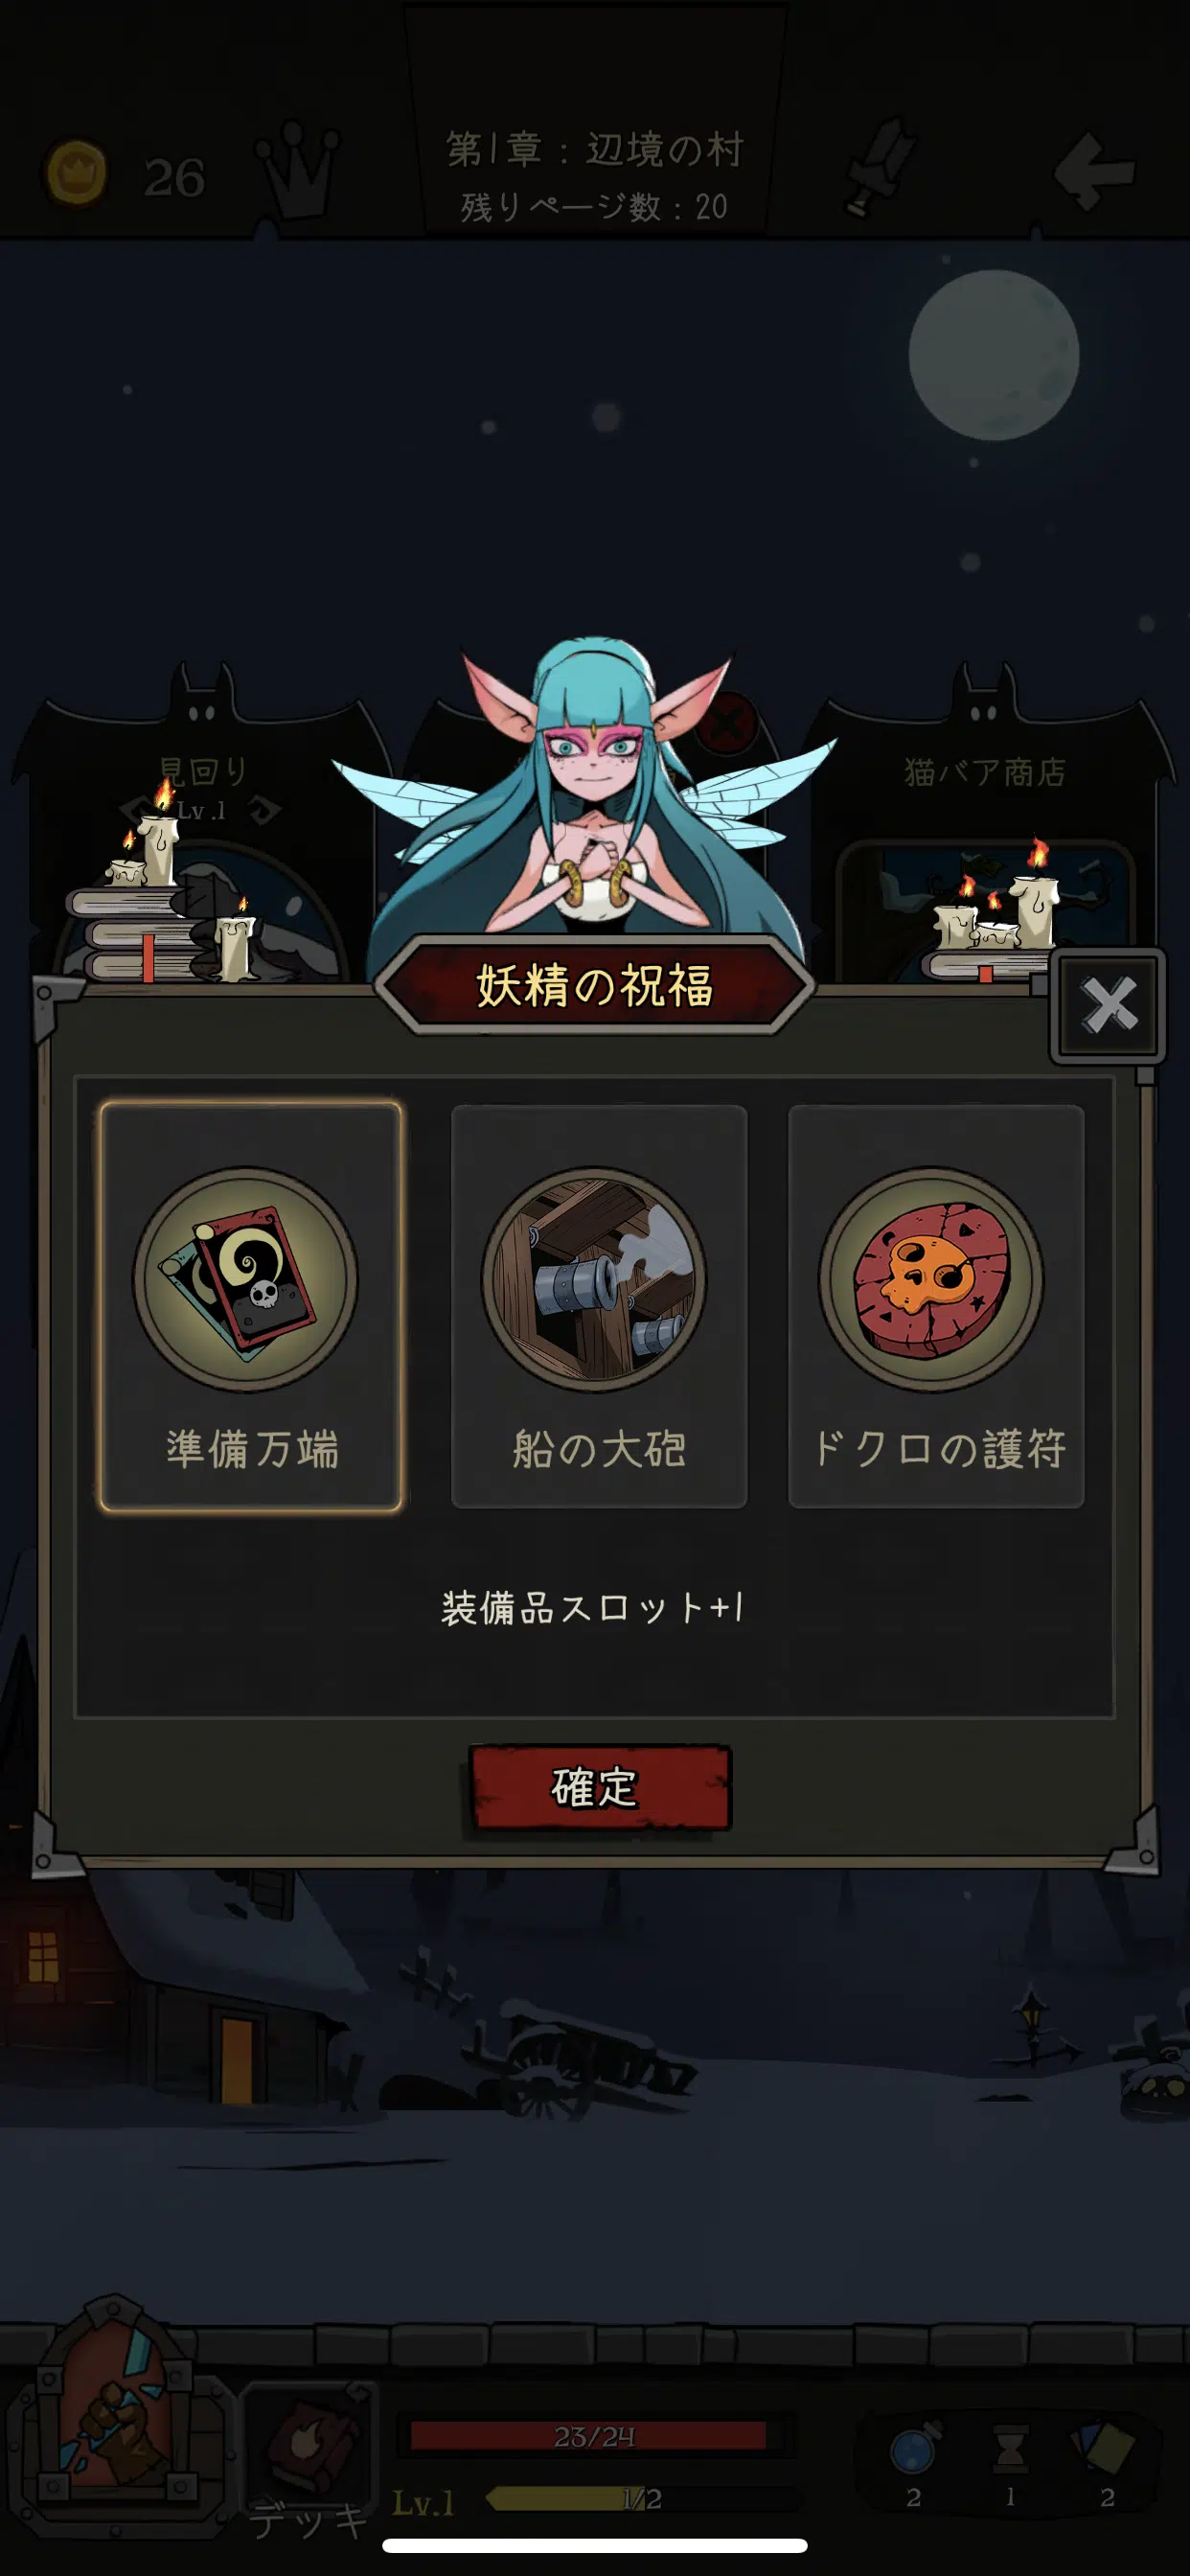 26
第1章：辺境の村
残りページ数：20
見回り
Lv.1
猫バア商店
妖精の祝福
準備万端
船の大砲
ドクロの護符
装備品スロット+1
確定
23/24
デッキ
Lv.1
1/2
2
1
2